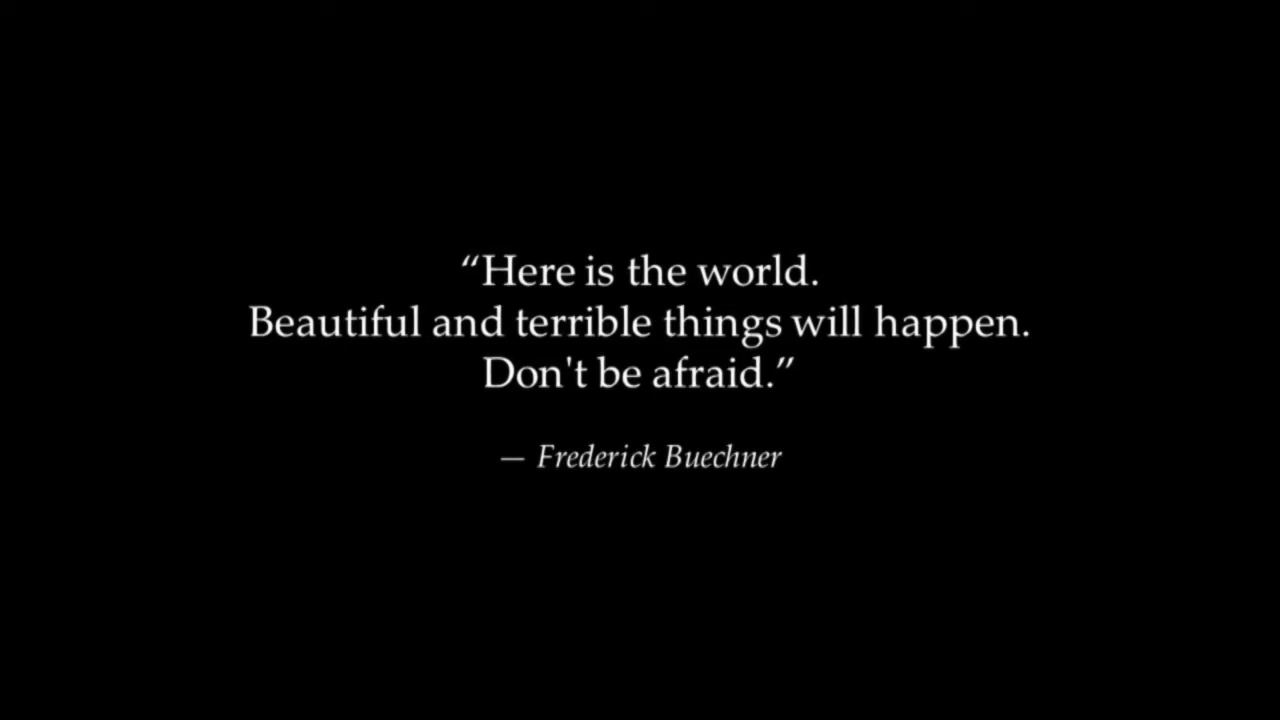 “Here is the world.
Beautiful and terrible things will happen.
Don't be afraid.”
— Frederick Buechner